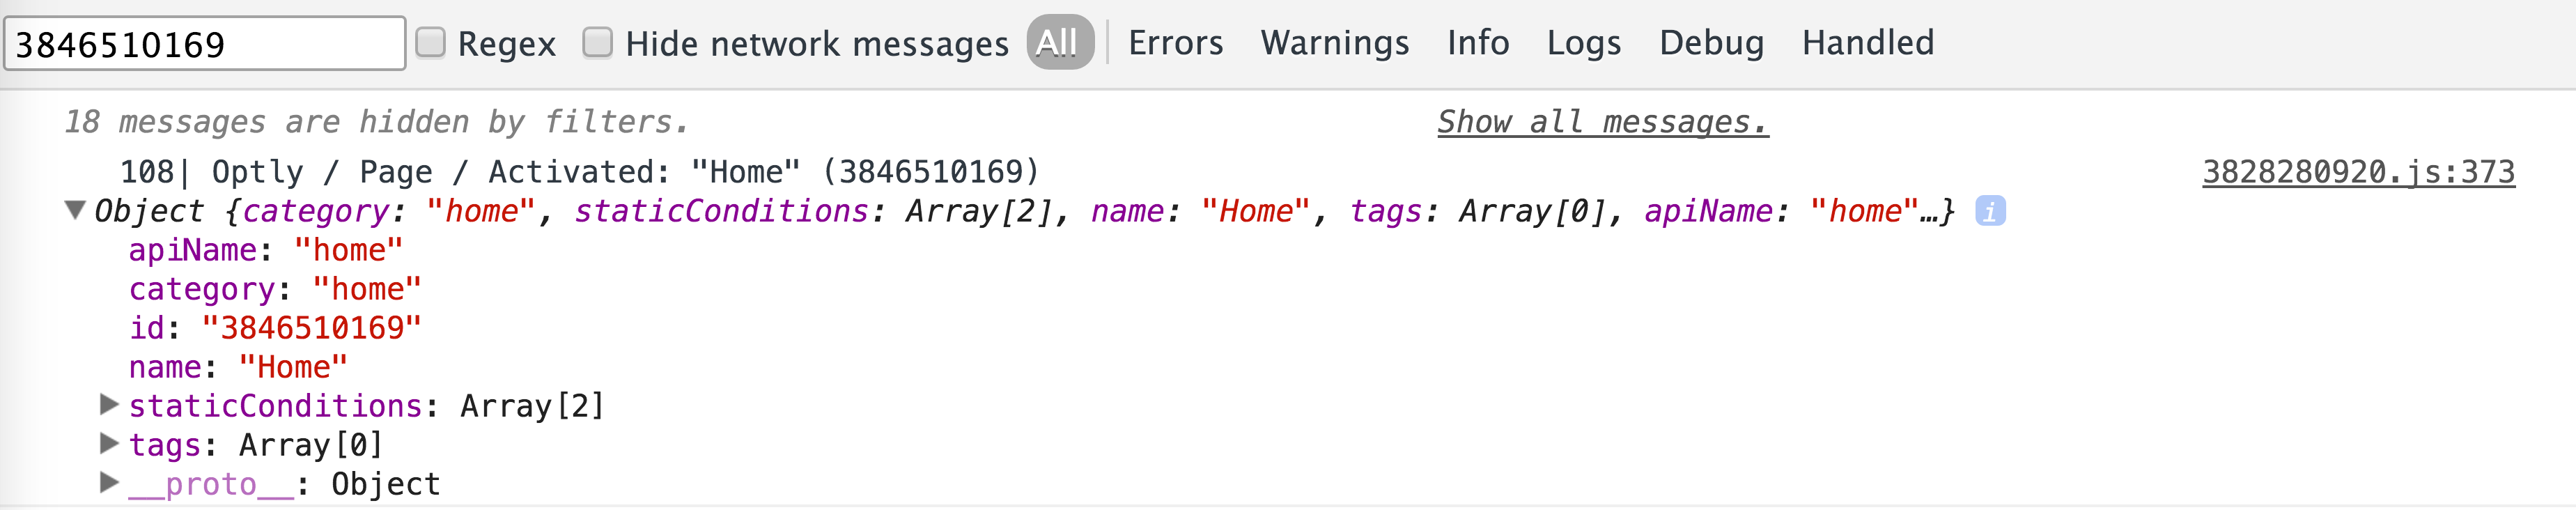 3846510169 Regex Hide network messages All Errors Warnings Info Logs Debug Handled
18 messages are hidden by filters. Show all messages.
108| Optly / Page / Activated: "Home" (3846510169) 3828280920.js:373
▼Object {category: "home", staticConditions: Array[2], name: "Home", tags: Array[0], apiName: "home"…} i
apiName: "home"
category: "home"
id: "3846510169"
name: "Home"
▶staticConditions: Array[2]
▶tags: Array[0]
▶__proto__: Object